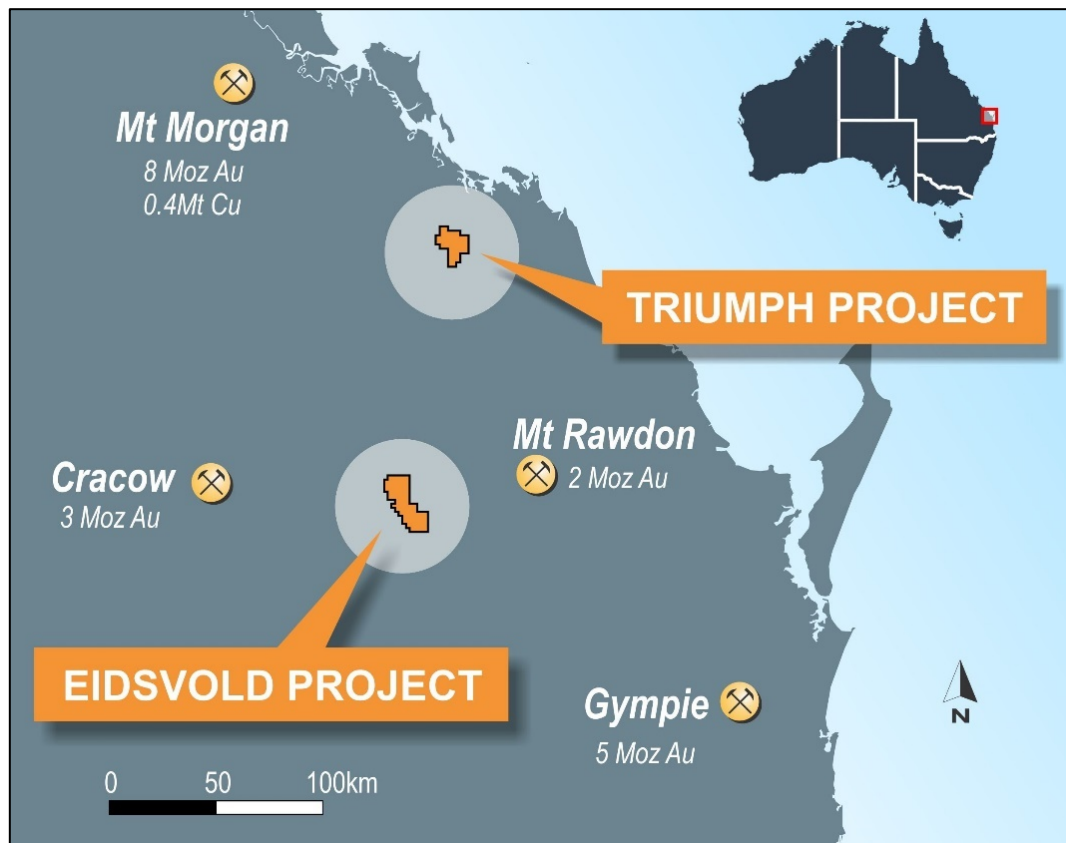 Mt Morgan
8 Moz Au
0.4Mt Cu
TRIUMPH PROJECT
Mt Rawdon
2 Moz Au
Cracow
3 Moz Au
EIDSVOLD PROJECT
Gympie
5 Moz Au
N
0 50 100km